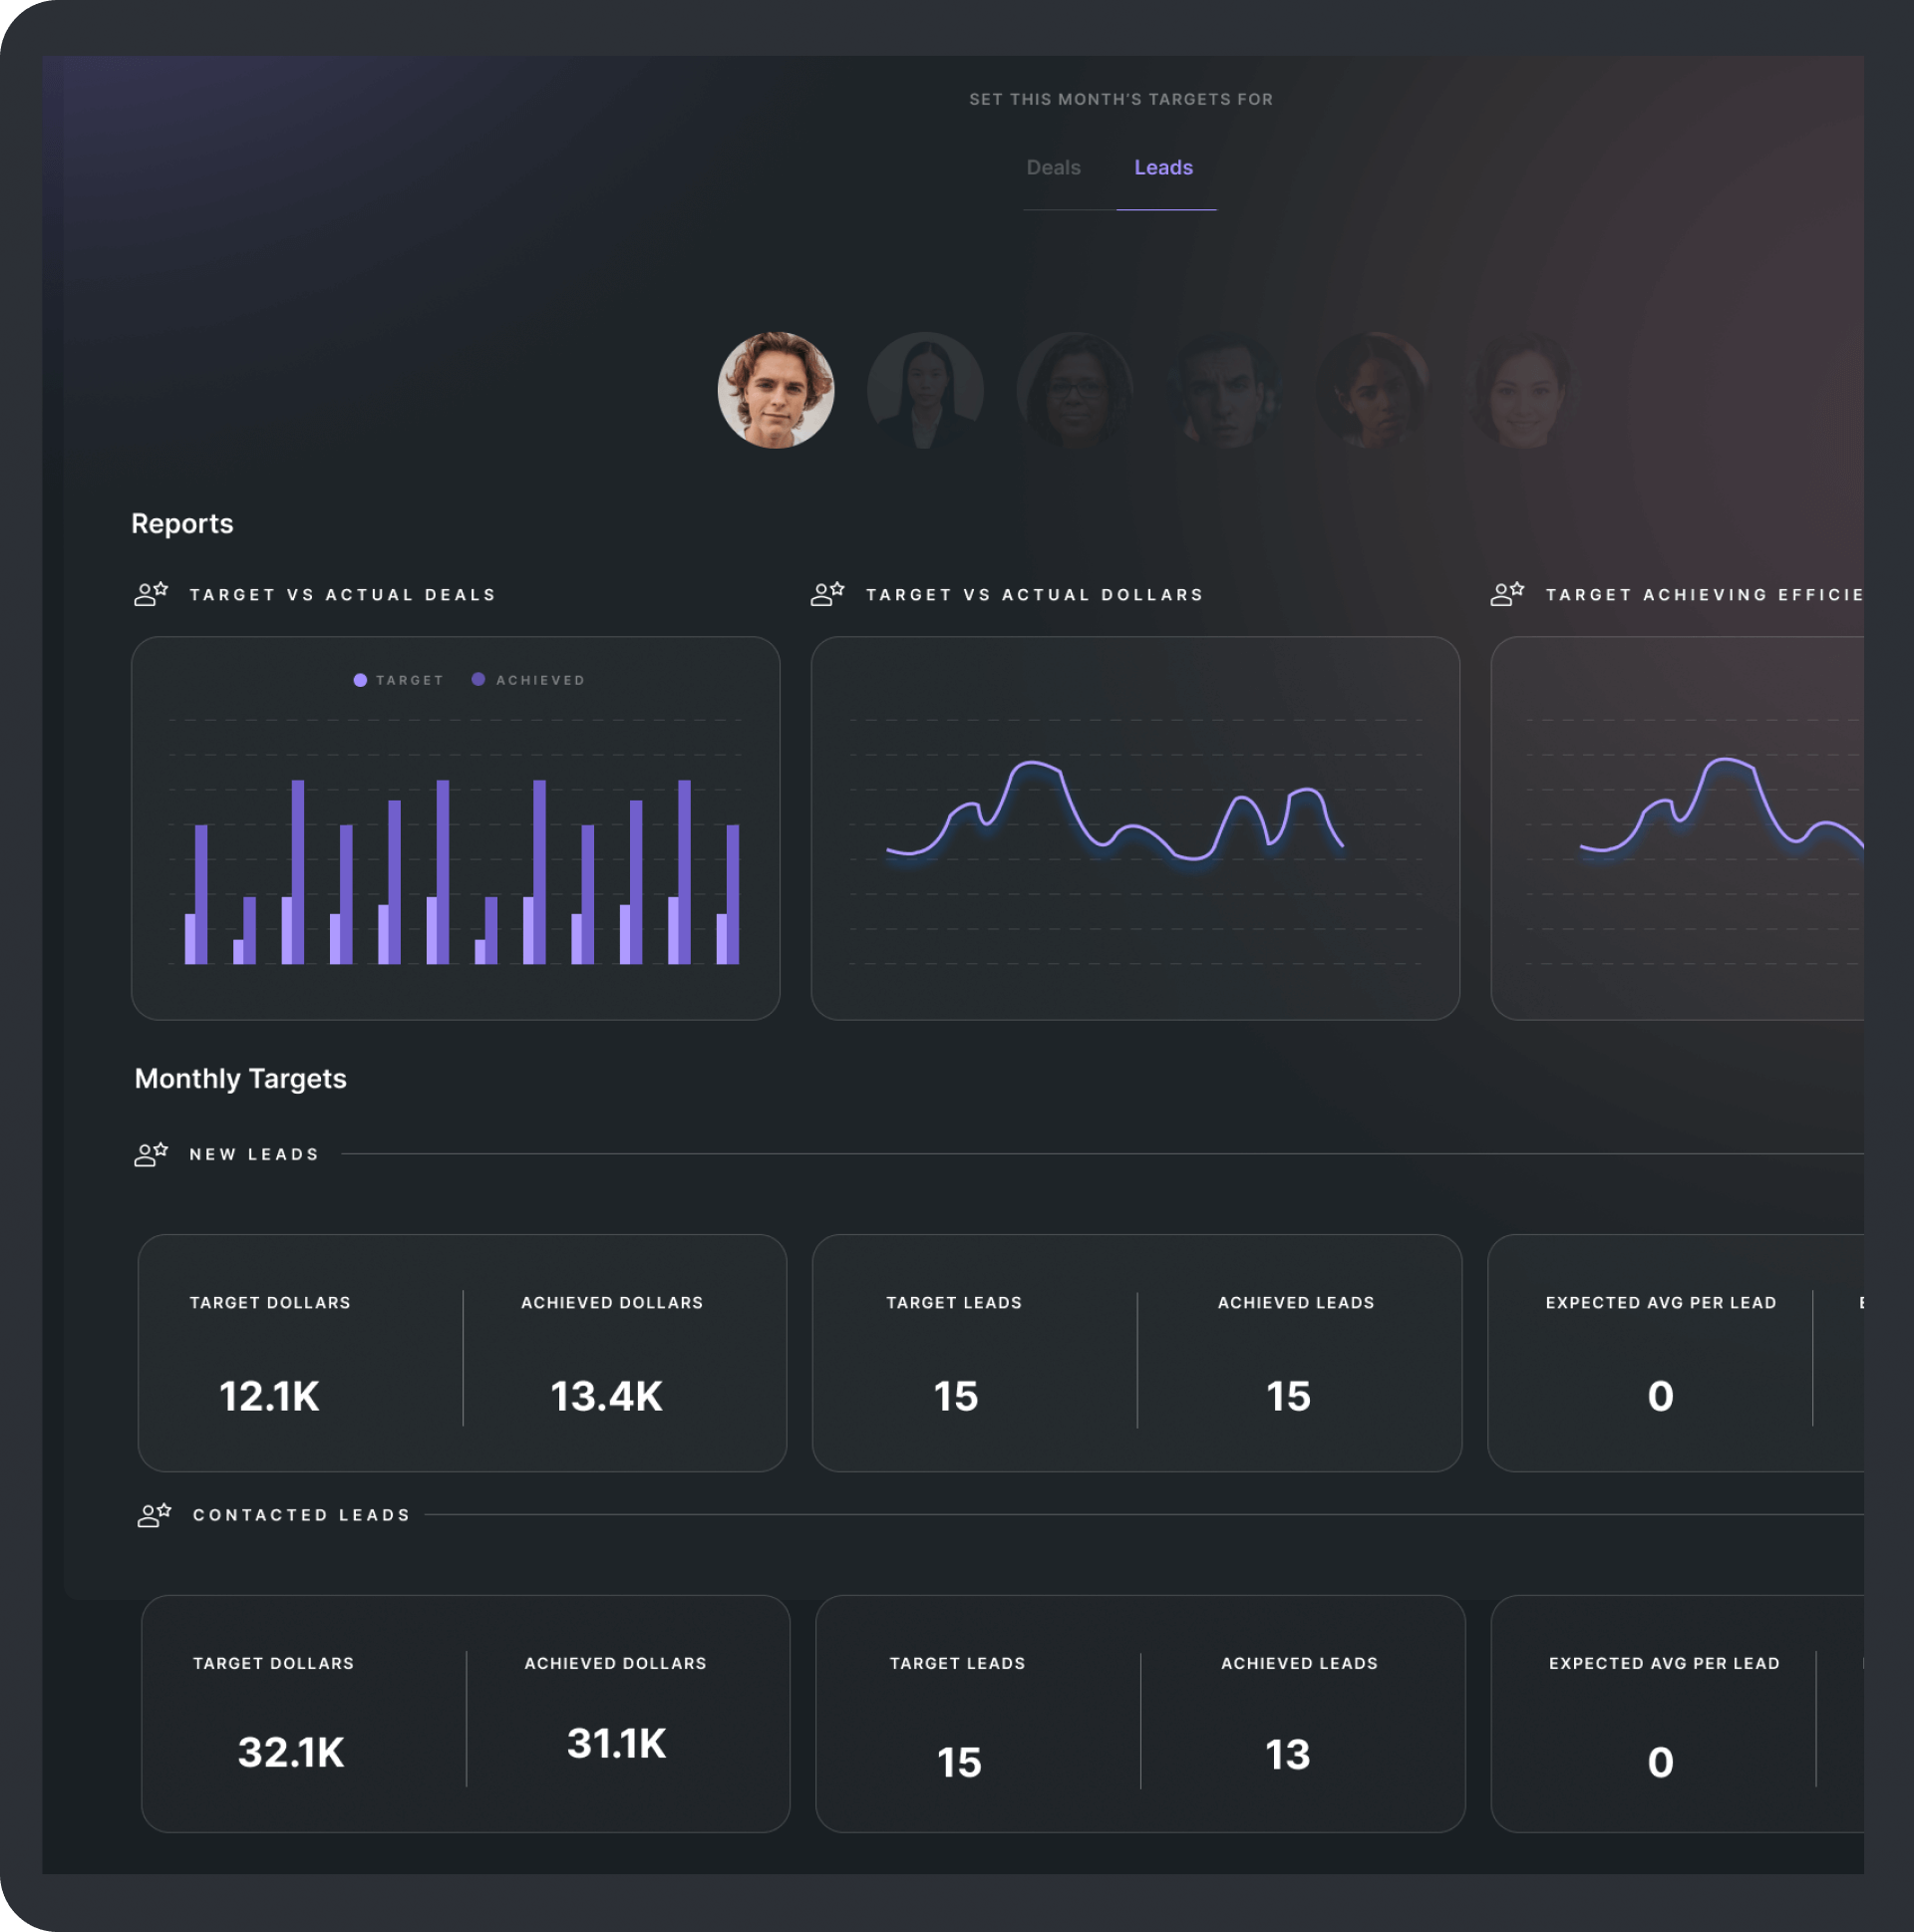 SET THIS MONTH'S TARGETS FOR
Deals
Leads
Reports
TARGET VS ACTUAL DEALS
TARGET VS ACTUAL DOLLARS
TARGET ACHIEVING EFFICIE
TARGET
ACHIEVED
Monthly Targets
NEW LEADS
TARGET DOLLARS
ACHIEVED DOLLARS
TARGET LEADS
ACHIEVED LEADS
EXPECTED AVG PER LEAD
12.1K
13.4K
15
15
0
CONTACTED LEADS
TARGET DOLLARS
ACHIEVED DOLLARS
TARGET LEADS
ACHIEVED LEADS
EXPECTED AVG PER LEAD
32.1K
31.1K
15
13
0